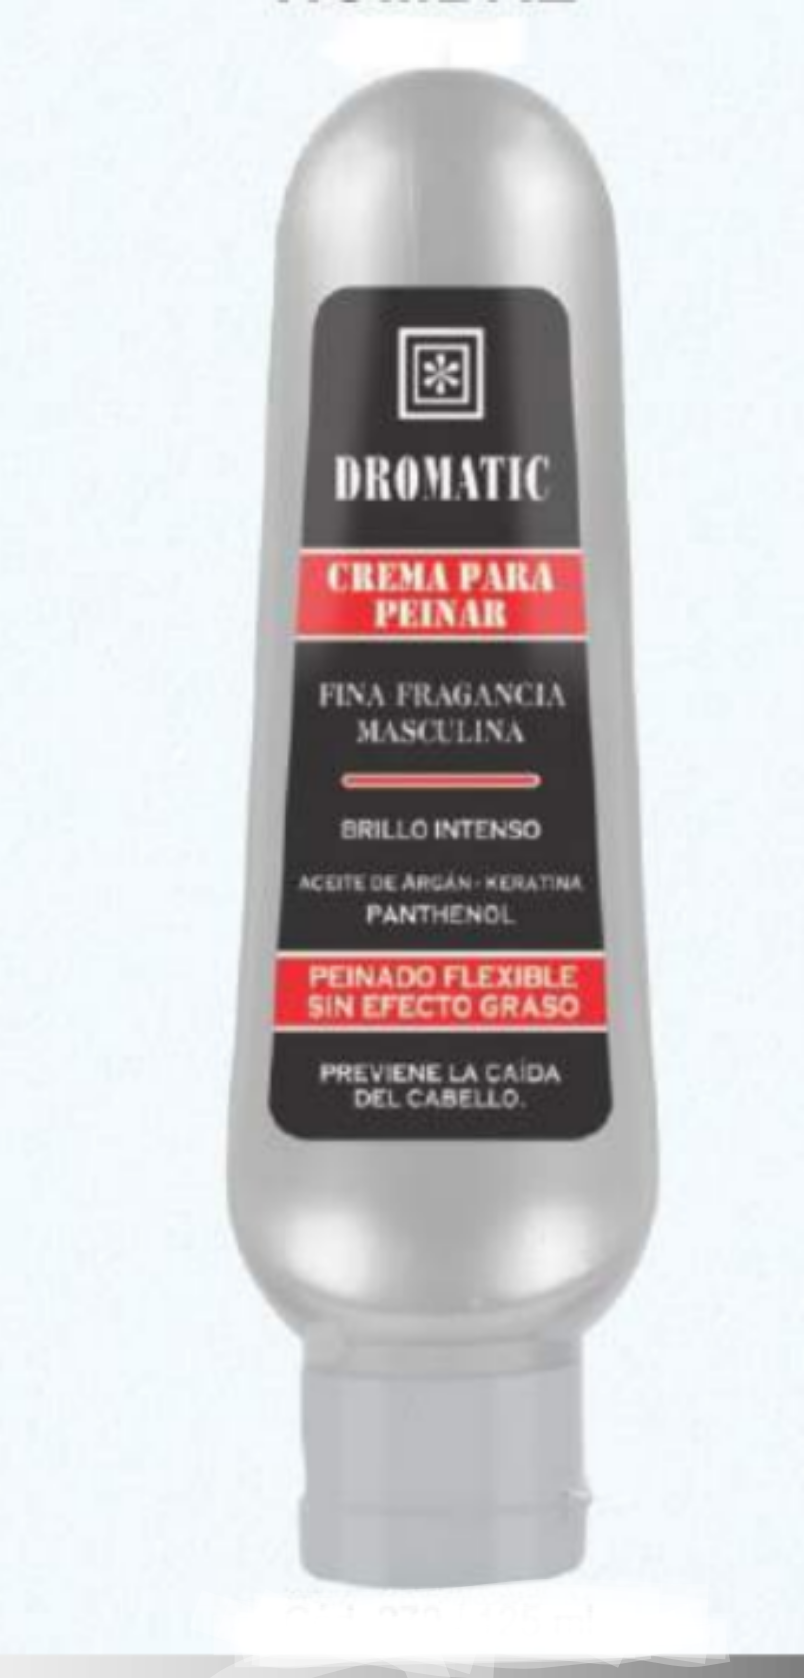 DROMATIC
CREMA PARA
PEINAR
FINA FRAGANCIA
MASCULINA
BRILLO INTENSO
ACEITE DE ARGÁN - KERATINA
PANTHENOL
PEINADO FLEXIBLE
SIN EFECTO GRASO
PREVIENE LA CAÍDA
DEL CABELLO.